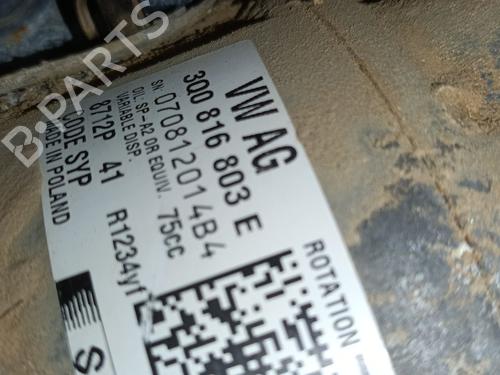 VW AG
3Q0 816 803 E
SN: 070812014B4
OIL: SP-A2 OR EQUIV. 75CC
VARIABLE DISP.
8712P 41 R1234yf
CODE SYP
MADE IN POLAND
ROTATION
S
B-PARTS